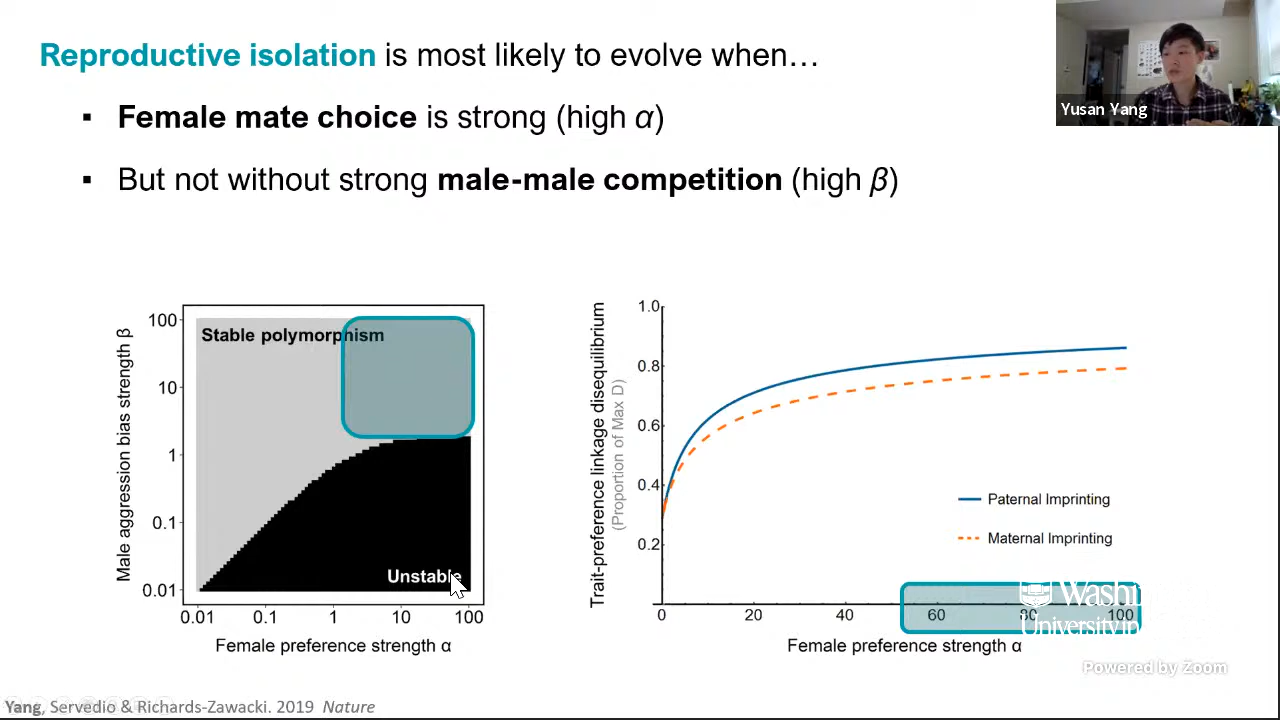 Reproductive isolation is most likely to evolve when…
▪ Female mate choice is strong (high α)
▪ But not without strong male-male competition (high β)
Yusan Yang
Male aggression bias strength β
100
10
1
0.1
0.01
Stable polymorphism
Unstable
0.01 0.1 1 10 100
Female preference strength α
Trait-preference linkage disequilibrium
(Proportion of Max D)
1.0
0.8
0.6
0.4
0.2
Paternal Imprinting
Maternal Imprinting
0 20 40 60 80 100
Female preference strength α
University in
Powered by Zoom
Yang, Servedio & Richards-Zawacki. 2019 Nature